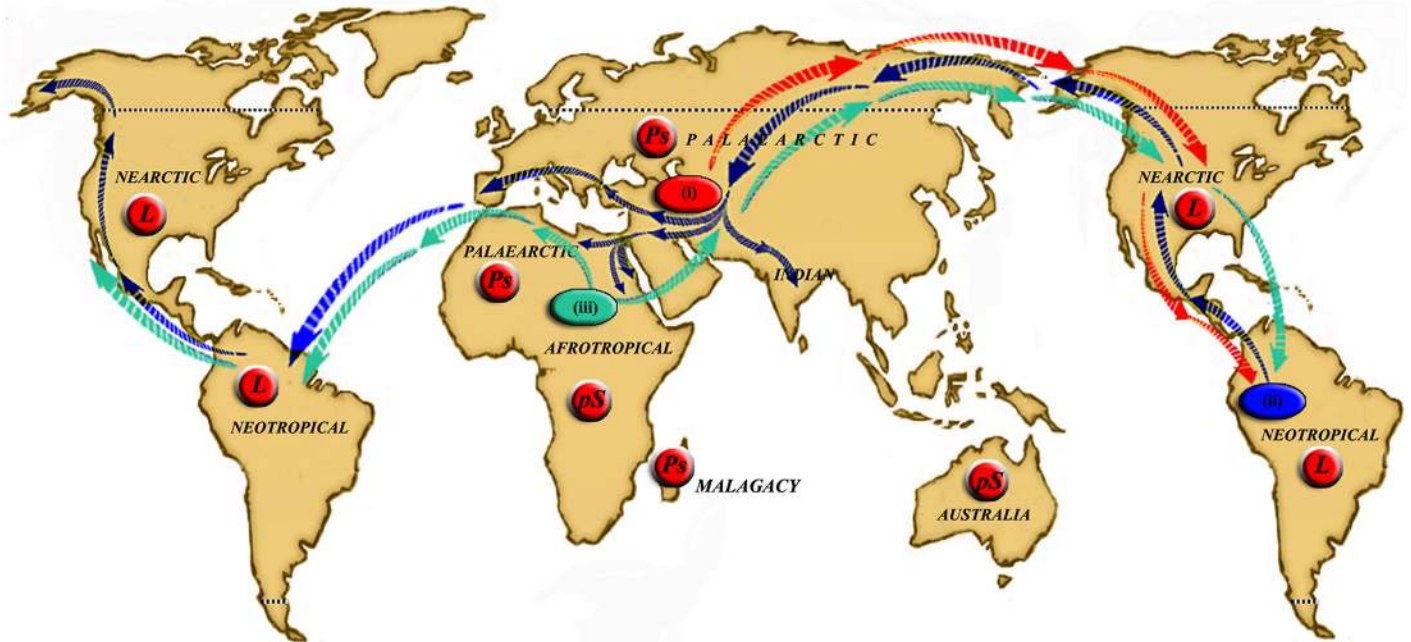 Ps
PALAEARCTIC
NEARCTIC
L
(i)
NEARCTIC
L
PALAEARCTIC
Ps
INDIAN
(iii)
AFROTROPICAL
L
NEOTROPICAL
pS
(ii)
NEOTROPICAL
L
Ps
MALAGACY
pS
AUSTRALIA